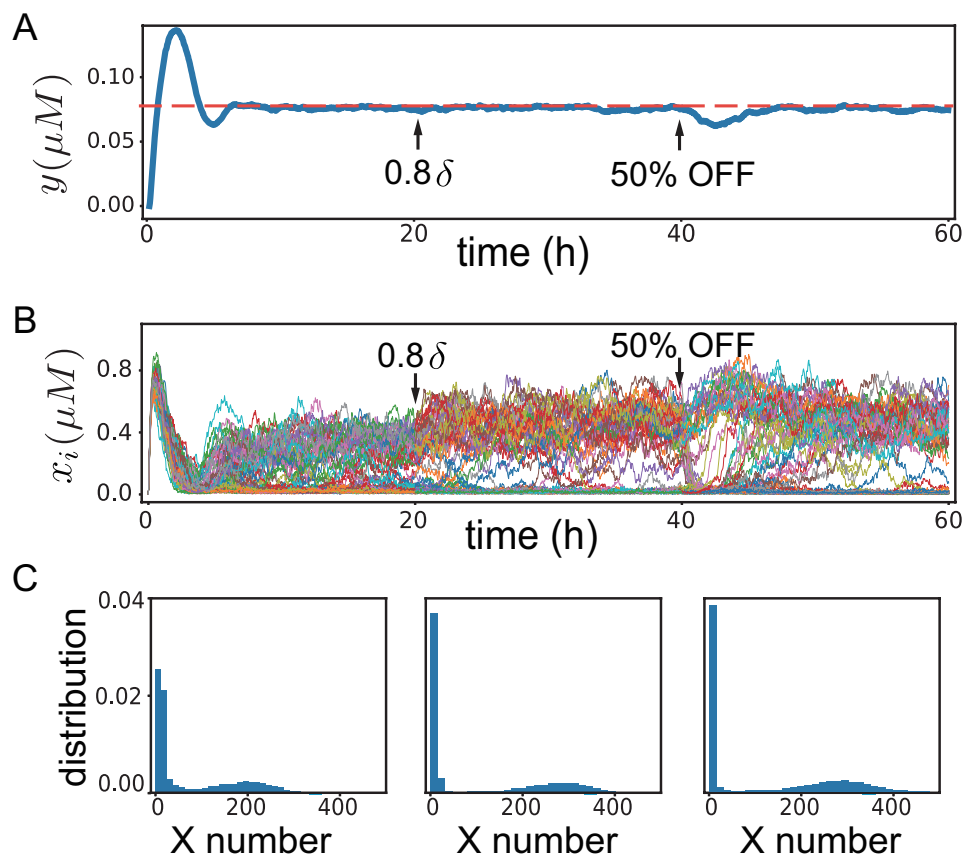 A
y(μM)
0.10
0.05
0.00
0.8δ
50% OFF
0
20
40
60
time (h)
B
x_i(μM)
0.8
0.4
0.0
0.8δ
50% OFF
0
20
40
60
time (h)
C
distribution
0.04
0.02
0.00
0
200
400
X number
0
200
400
X number
0
200
400
X number